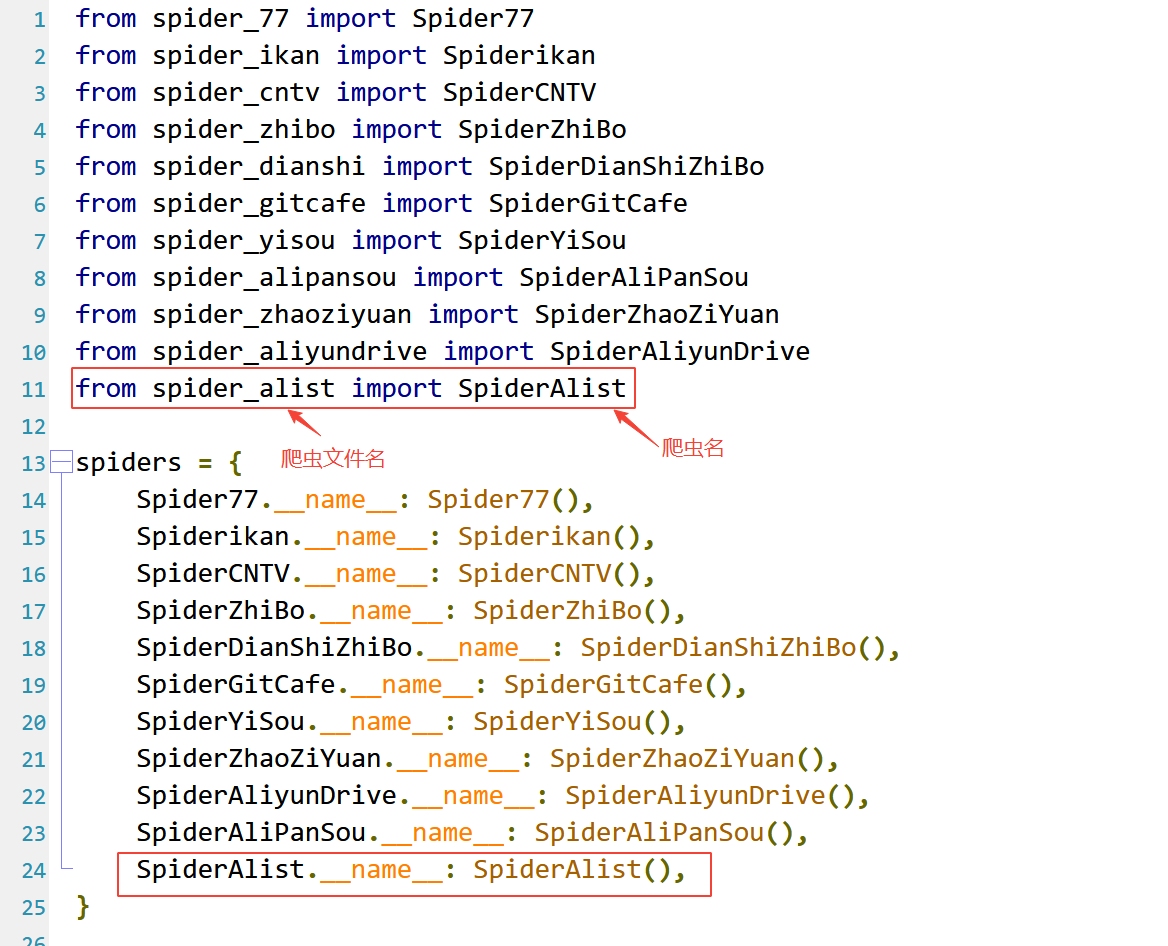 1 from spider_77 import Spider77
2 from spider_ikan import Spiderikan
3 from spider_cntv import SpiderCNTV
4 from spider_zhibo import SpiderZhiBo
5 from spider_dianshi import SpiderDianShiZhiBo
6 from spider_gitcafe import SpiderGitCafe
7 from spider_yisou import SpiderYiSou
8 from spider_alipansou import SpiderAliPanSou
9 from spider_zhaoziyuan import SpiderZhaoZiYuan
10 from spider_aliyundrive import SpiderAliyunDrive
11 from spider_alist import SpiderAlist
12
爬虫名
13 spiders = {
爬虫文件名
14 Spider77.__name__: Spider77(),
15 Spiderikan.__name__: Spiderikan(),
16 SpiderCNTV.__name__: SpiderCNTV(),
17 SpiderZhiBo.__name__: SpiderZhiBo(),
18 SpiderDianShiZhiBo.__name__: SpiderDianShiZhiBo(),
19 SpiderGitCafe.__name__: SpiderGitCafe(),
20 SpiderYiSou.__name__: SpiderYiSou(),
21 SpiderZhaoZiYuan.__name__: SpiderZhaoZiYuan(),
22 SpiderAliyunDrive.__name__: SpiderAliyunDrive(),
23 SpiderAliPanSou.__name__: SpiderAliPanSou(),
24 SpiderAlist.__name__: SpiderAlist(),
25 }
26